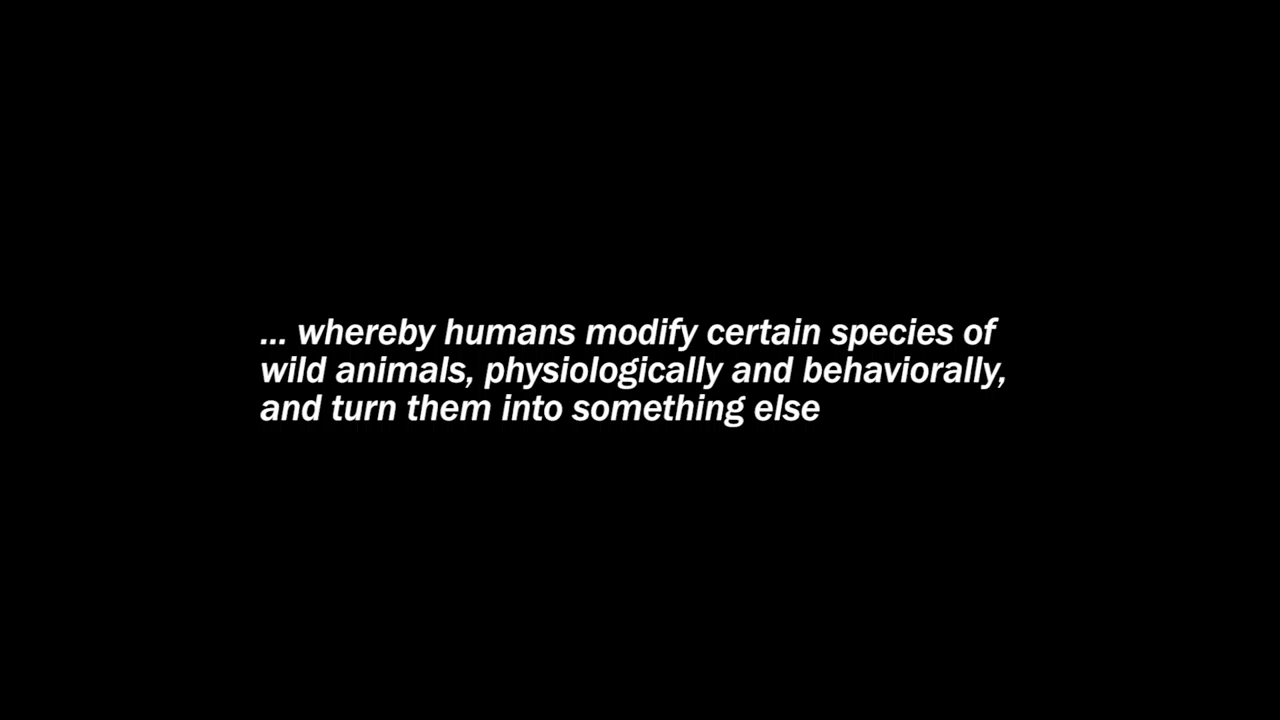 ... whereby humans modify certain species of
wild animals, physiologically and behaviorally,
and turn them into something else